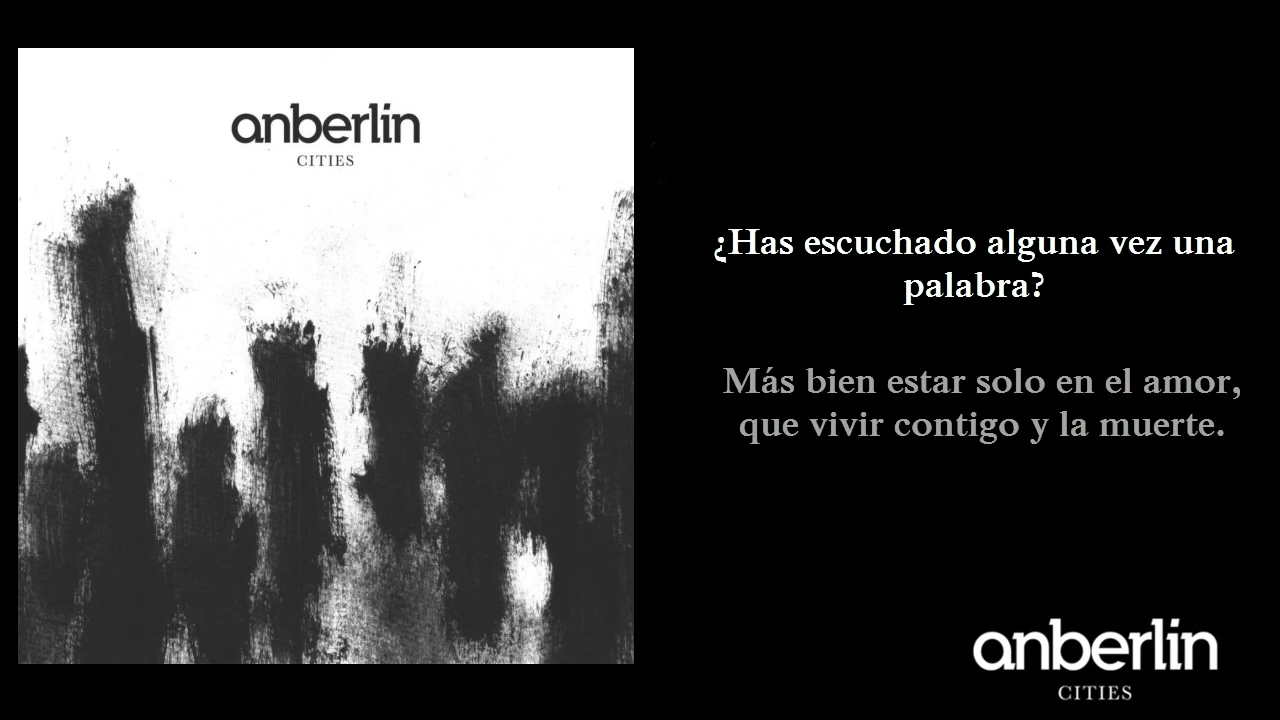 anberlin
CITIES
¿Has escuchado alguna vez una
palabra?
Más bien estar solo en el amor,
que vivir contigo y la muerte.
anberlin
CITIES